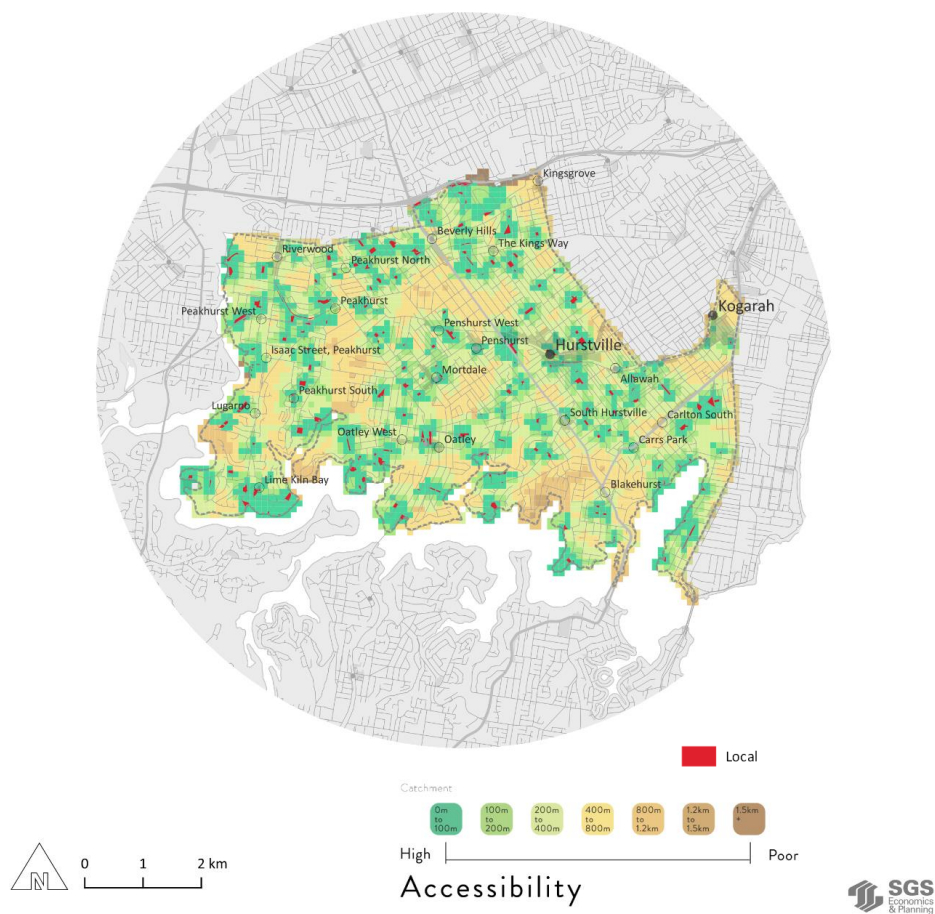 Kingsgrove
Beverly Hills
The Kings Way
Riverwood
Peakhurst North
Peakhurst
Kogarah
Peakhurst West
Penshurst West
Penshurst
Hurstville
Isaac Street, Peakhurst
Mortdale
Allawah
Peakhurst South
Lugarno
South Hurstville
Carlton South
Oatley West
Oatley
Carrs Park
Lime Kiln Bay
Blakehurst
Local
Catchment
0m
to
100m
100m
to
200m
200m
to
400m
400m
to
800m
800m
to
1.2km
1.2km
to
1.5km
1.5km
+
High
Poor
Accessibility
N
0 1 2 km
SGS
Economics
& Planning